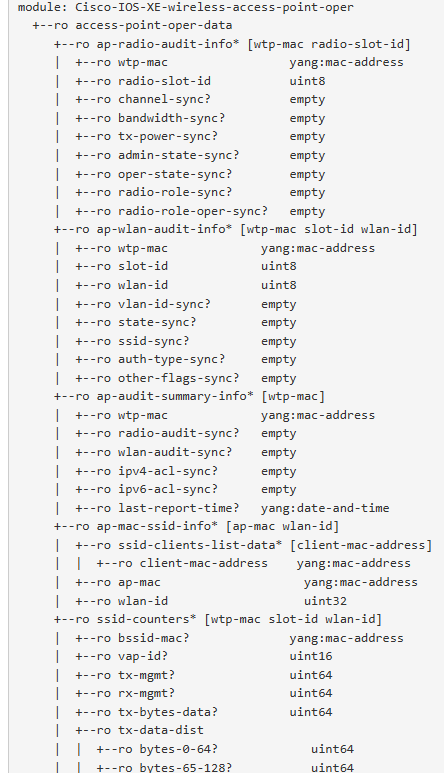 module: Cisco-IOS-XE-wireless-access-point-oper
  +--ro access-point-oper-data
     +--ro ap-radio-audit-info* [wtp-mac radio-slot-id]
     |  +--ro wtp-mac                 yang:mac-address
     |  +--ro radio-slot-id           uint8
     |  +--ro channel-sync?           empty
     |  +--ro bandwidth-sync?         empty
     |  +--ro tx-power-sync?          empty
     |  +--ro admin-state-sync?       empty
     |  +--ro oper-state-sync?        empty
     |  +--ro radio-role-sync?        empty
     |  +--ro radio-role-oper-sync?   empty
     +--ro ap-wlan-audit-info* [wtp-mac slot-id wlan-id]
     |  +--ro wtp-mac             yang:mac-address
     |  +--ro slot-id             uint8
     |  +--ro wlan-id             uint8
     |  +--ro vlan-id-sync?       empty
     |  +--ro state-sync?         empty
     |  +--ro ssid-sync?          empty
     |  +--ro auth-type-sync?     empty
     |  +--ro other-flags-sync?   empty
     +--ro ap-audit-summary-info* [wtp-mac]
     |  +--ro wtp-mac             yang:mac-address
     |  +--ro radio-audit-sync?   empty
     |  +--ro wlan-audit-sync?    empty
     |  +--ro ipv4-acl-sync?      empty
     |  +--ro ipv6-acl-sync?      empty
     |  +--ro last-report-time?   yang:date-and-time
     +--ro ap-mac-ssid-info* [ap-mac wlan-id]
     |  +--ro ssid-clients-list-data* [client-mac-address]
     |  |  +--ro client-mac-address    yang:mac-address
     |  +--ro ap-mac                    yang:mac-address
     |  +--ro wlan-id                   uint32
     +--ro ssid-counters* [wtp-mac slot-id wlan-id]
     |  +--ro bssid-mac?              yang:mac-address
     |  +--ro vap-id?                 uint16
     |  +--ro tx-mgmt?                uint64
     |  +--ro rx-mgmt?                uint64
     |  +--ro tx-bytes-data?          uint64
     |  +--ro tx-data-dist
     |  |  +--ro bytes-0-64?             uint64
     |  |  +--ro bytes-65-128?           uint64